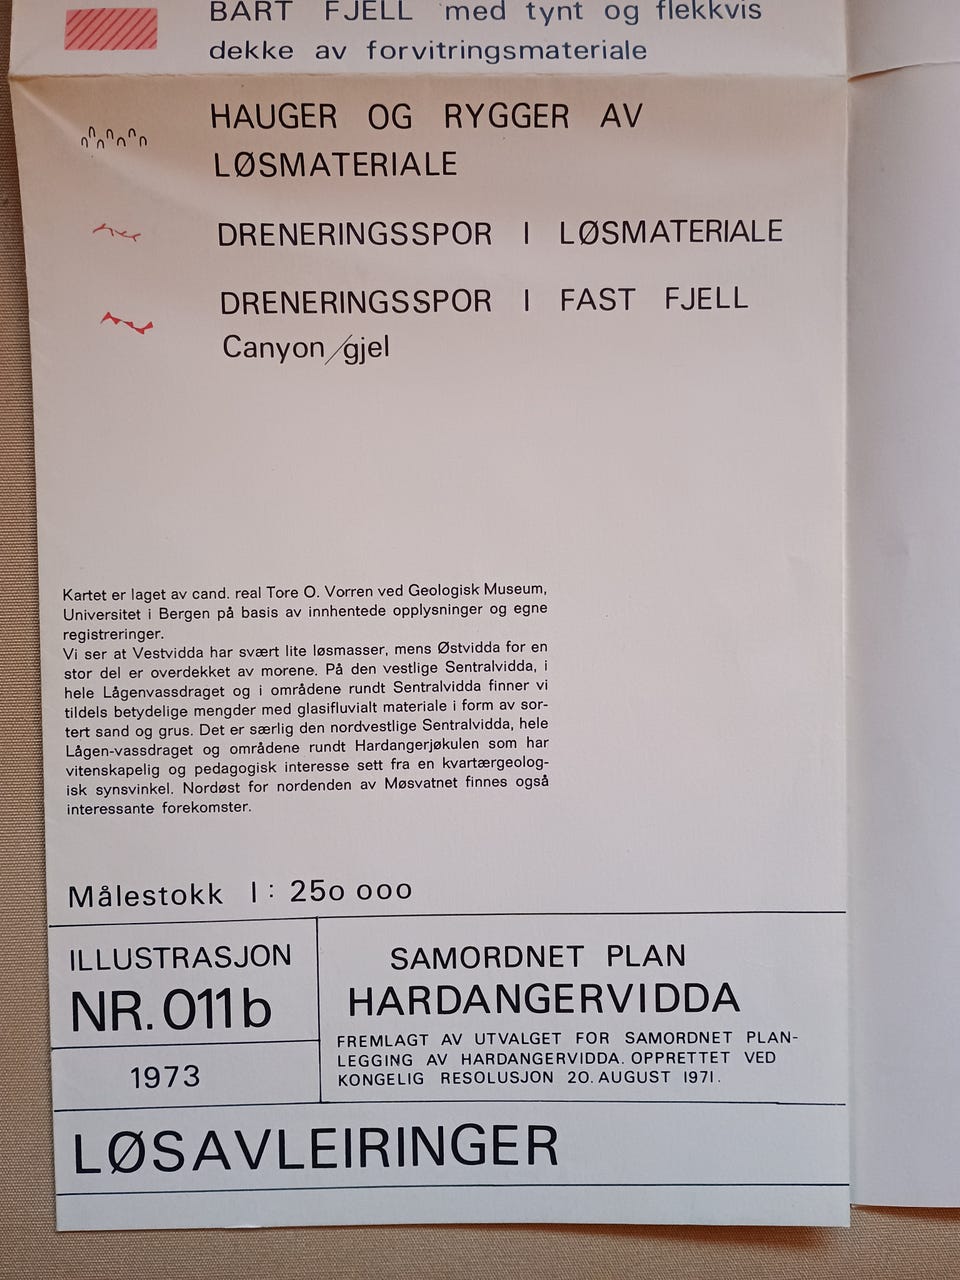 BART FJELL med tynt og flekkvis
dekke av forvitringsmateriale
HAUGER OG RYGGER AV
LØSMATERIALE
DRENERINGSSPOR I LØSMATERIALE
DRENERINGSSPOR I FAST FJELL
Canyon/gjel
Kartet er laget av cand. real Tore O. Vorren ved Geologisk Museum,
Universitet i Bergen på basis av innhentede opplysninger og egne
registreringer.
Vi ser at Vestvidda har svært lite løsmasser, mens Østvidda for en
stor del er overdekket av morene. På den vestlige Sentralvidda, i
hele Lågenvassdraget og i områdene rundt Sentralvidda finner vi
tildels betydelige mengder med glasifluvialt materiale i form av sor-
tert sand og grus. Det er særlig den nordvestlige Sentralvidda, hele
Lågen-vassdraget og områdene rundt Hardangerjøkulen som har
vitenskapelig og pedagogisk interesse sett fra en kvartærgeolog-
isk synsvinkel. Nordøst for nordenden av Møsvatnet finnes også
interessante forekomster.
Målestokk 1: 250 000
ILLUSTRASJON
NR. 011b
1973
SAMORDNET PLAN
HARDANGERVIDDA
FREMLAGT AV UTVALGET FOR SAMORDNET PLAN-
LEGGING AV HARDANGERVIDDA. OPPRETTET VED
KONGELIG RESOLUSJON 20. AUGUST 1971.
LØSAVLEIRINGER